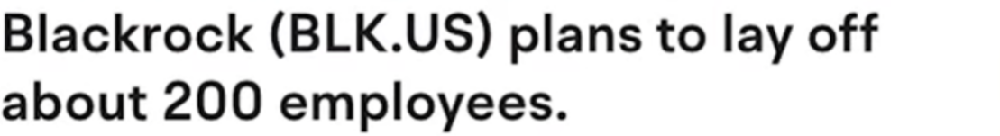 Blackrock (BLK.US) plans to lay off
about 200 employees.